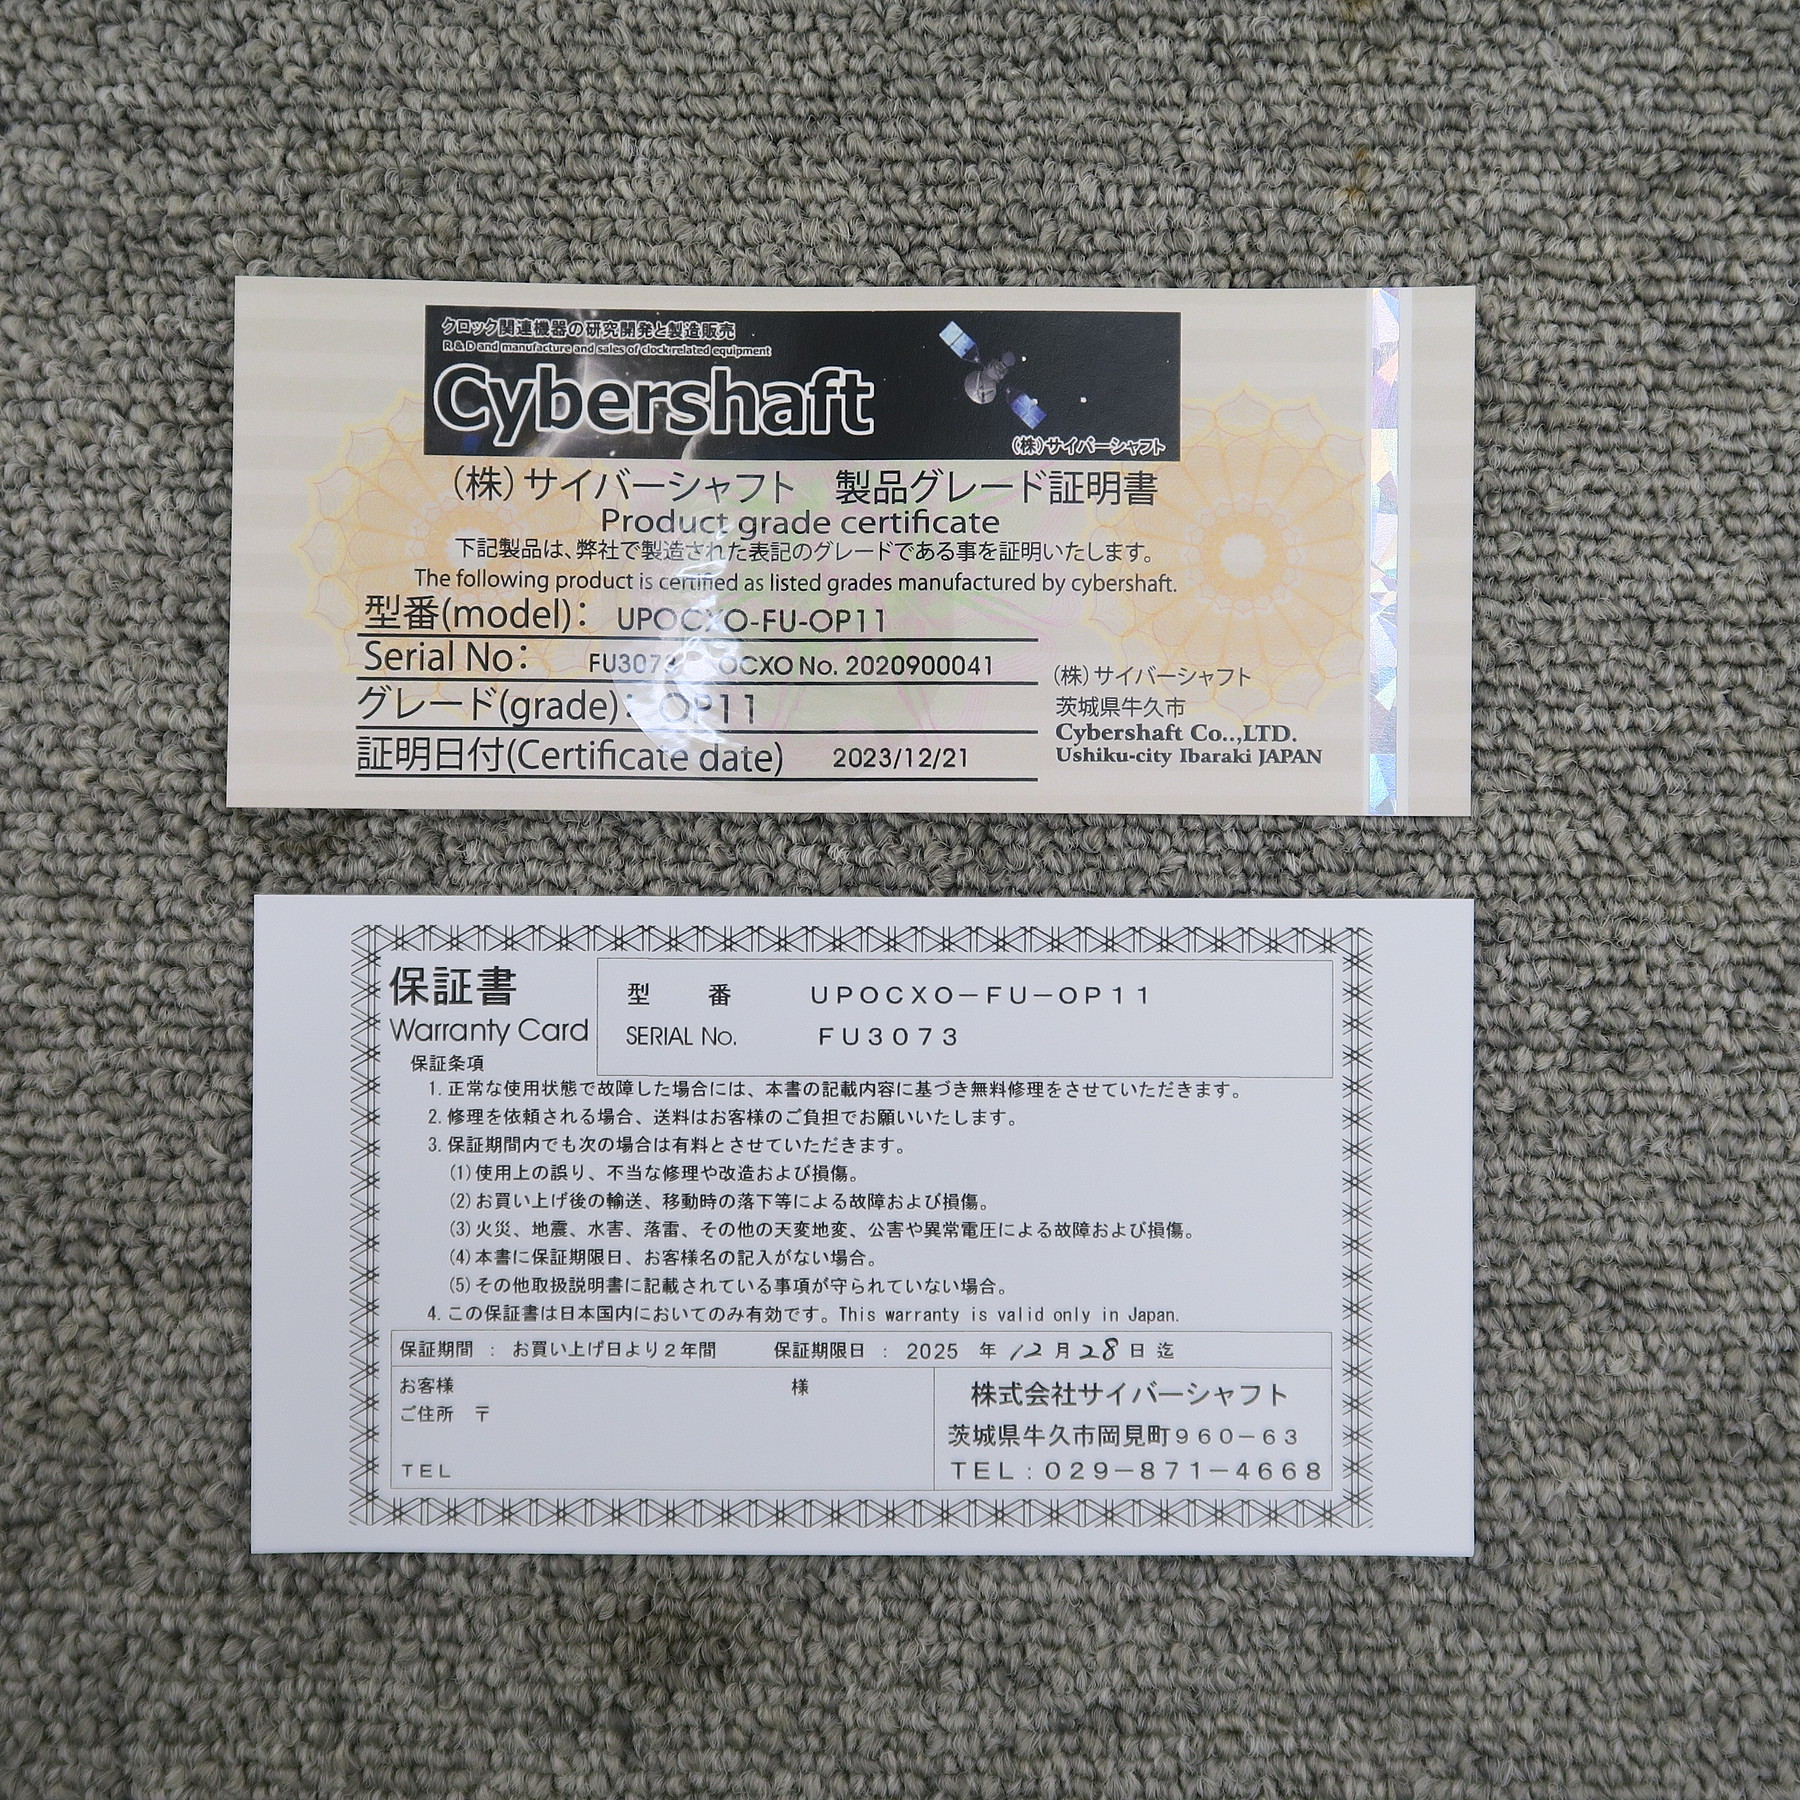 クロック関連機器の研究開発と製造販売
R & D and manufacture and sales of clock related equipment
Cybershaft
(株)サイバーシャフト
(株)サイバーシャフト 製品グレード証明書
Product grade certificate
下記製品は、弊社で製造された表記のグレードである事を証明いたします。
The following product is certified as listed grades manufactured by cybershaft.
型番(model): UPOCXO-FU-OP11
Serial No: FU3073 OCXO No. 2020900041
グレード(grade): OP11
証明日付(Certificate date) 2023/12/21
(株)サイバーシャフト
茨城県牛久市
Cybershaft Co..,LTD.
Ushiku-city Ibaraki JAPAN
保証書
Warranty Card
型 番 UPOCXO-FU-OP11
SERIAL No. FU3073
保証条項
1. 正常な使用状態で故障した場合には、本書の記載内容に基づき無料修理をさせていただきます。
2. 修理を依頼される場合、送料はお客様のご負担でお願いいたします。
3. 保証期間内でも次の場合は有料とさせていただきます。
(1) 使用上の誤り、不当な修理や改造および損傷。
(2) お買い上げ後の輸送、移動時の落下等による故障および損傷。
(3) 火災、地震、水害、落雷、その他の天変地変、公害や異常電圧による故障および損傷。
(4) 本書に保証期限日、お客様名の記入がない場合。
(5) その他取扱説明書に記載されている事項が守られていない場合。
4. この保証書は日本国内においてのみ有効です。This warranty is valid only in Japan.
保証期間 : お買い上げ日より2年間 保証期限日 : 2025 年 12 月 28 日 迄
お客様 様
ご住所 〒
TEL
株式会社サイバーシャフト
茨城県牛久市岡見町960-63
TEL:029-871-4668